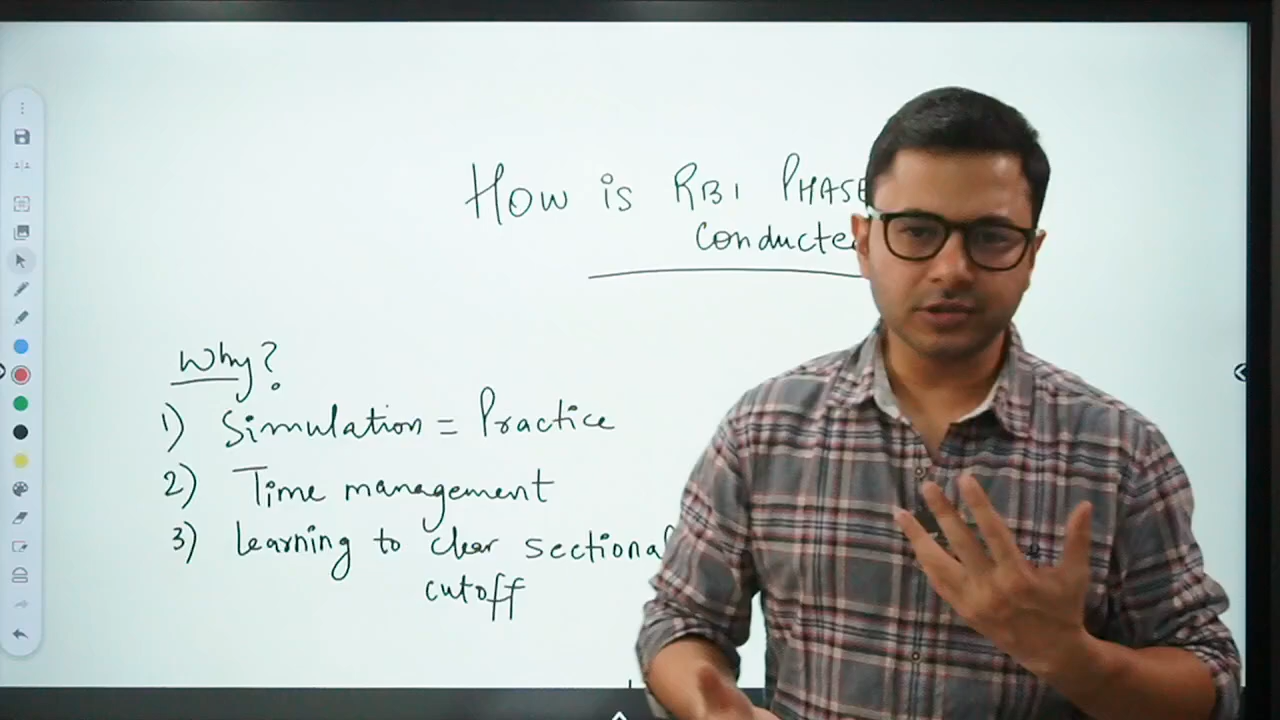 How is RBI PHASE
conducte
Why?
1) Simulation = Practice
2) Time management
3) Learning to clear sectional
cutoff